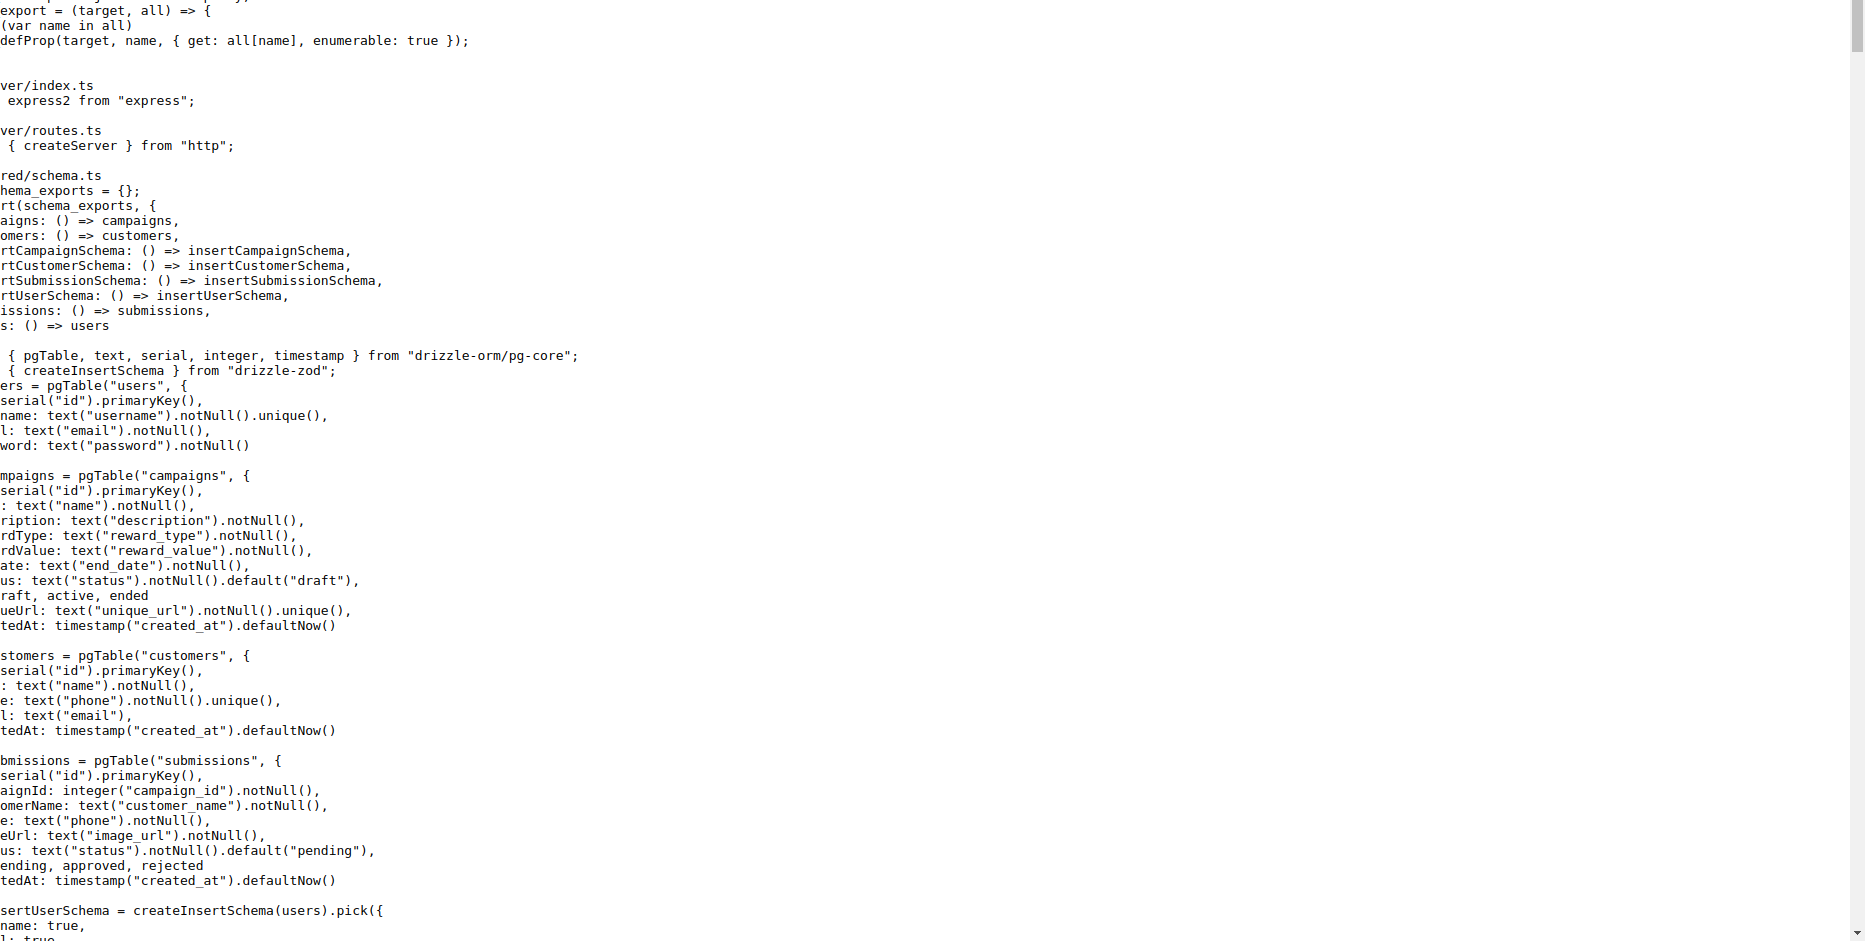 export = (target, all) => {
(var name in all)
defProp(target, name, { get: all[name], enumerable: true });
ver/index.ts
express2 from "express";
ver/routes.ts
{ createServer } from "http";
red/schema.ts
hema_exports = {};
rt(schema_exports, {
aigns: () => campaigns,
omers: () => customers,
rtCampaignSchema: () => insertCampaignSchema,
rtCustomerSchema: () => insertCustomerSchema,
rtSubmissionSchema: () => insertSubmissionSchema,
rtUserSchema: () => insertUserSchema,
issions: () => submissions,
s: () => users
{ pgTable, text, serial, integer, timestamp } from "drizzle-orm/pg-core";
{ createInsertSchema } from "drizzle-zod";
ers = pgTable("users", {
serial("id").primaryKey(),
name: text("username").notNull().unique(),
l: text("email").notNull(),
word: text("password").notNull()
mpaigns = pgTable("campaigns", {
serial("id").primaryKey(),
: text("name").notNull(),
ription: text("description").notNull(),
rdType: text("reward_type").notNull(),
rdValue: text("reward_value").notNull(),
ate: text("end_date").notNull(),
us: text("status").notNull().default("draft"),
raft, active, ended
ueUrl: text("unique_url").notNull().unique(),
tedAt: timestamp("created_at").defaultNow()
stomers = pgTable("customers", {
serial("id").primaryKey(),
: text("name").notNull(),
e: text("phone").notNull().unique(),
l: text("email"),
tedAt: timestamp("created_at").defaultNow()
bmissions = pgTable("submissions", {
serial("id").primaryKey(),
aignId: integer("campaign_id").notNull(),
omerName: text("customer_name").notNull(),
e: text("phone").notNull(),
eUrl: text("image_url").notNull(),
us: text("status").notNull().default("pending"),
ending, approved, rejected
tedAt: timestamp("created_at").defaultNow()
sertUserSchema = createInsertSchema(users).pick({
name: true,
l: true